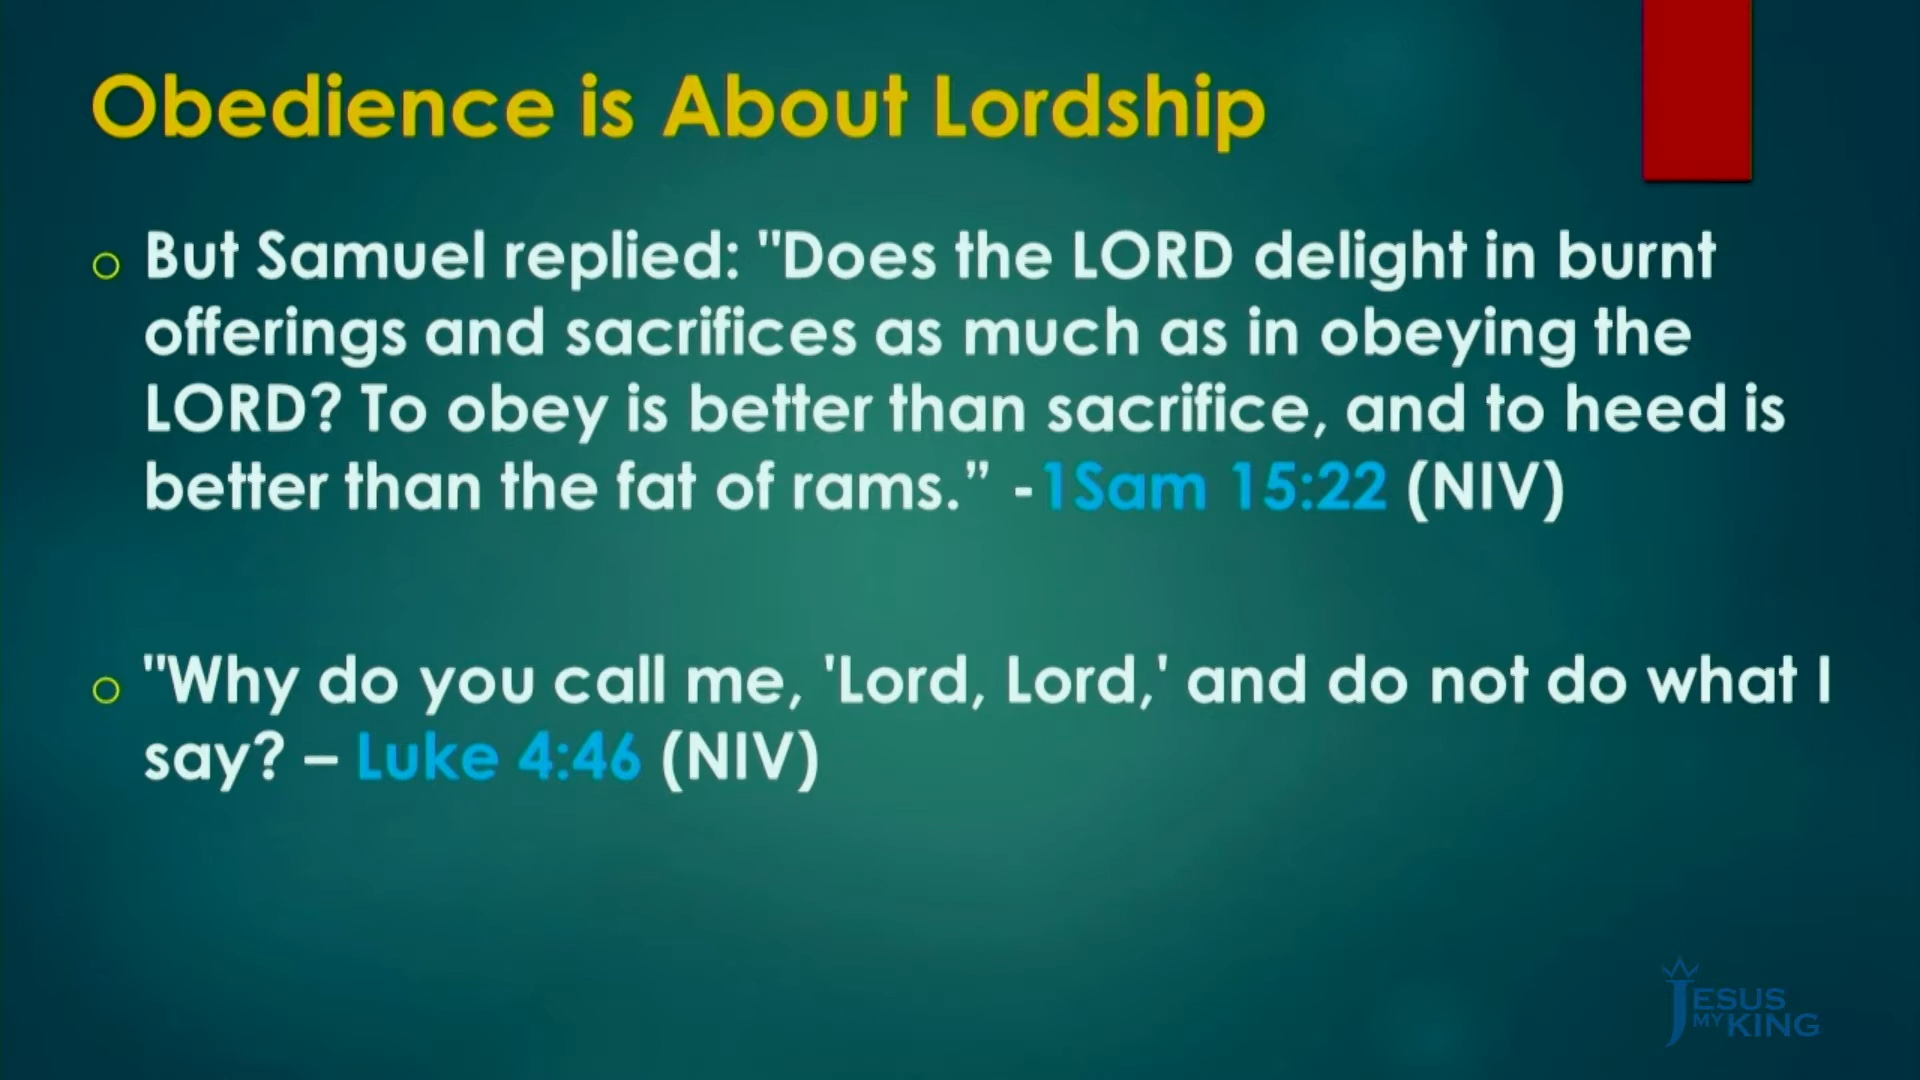 Obedience is About Lordship
But Samuel replied: "Does the LORD delight in burnt
offerings and sacrifices as much as in obeying the
LORD? To obey is better than sacrifice, and to heed is
better than the fat of rams.” -1Sam 15:22 (NIV)
"Why do you call me, 'Lord, Lord,' and do not do what I
say? – Luke 4:46 (NIV)
JESUS
MY KING